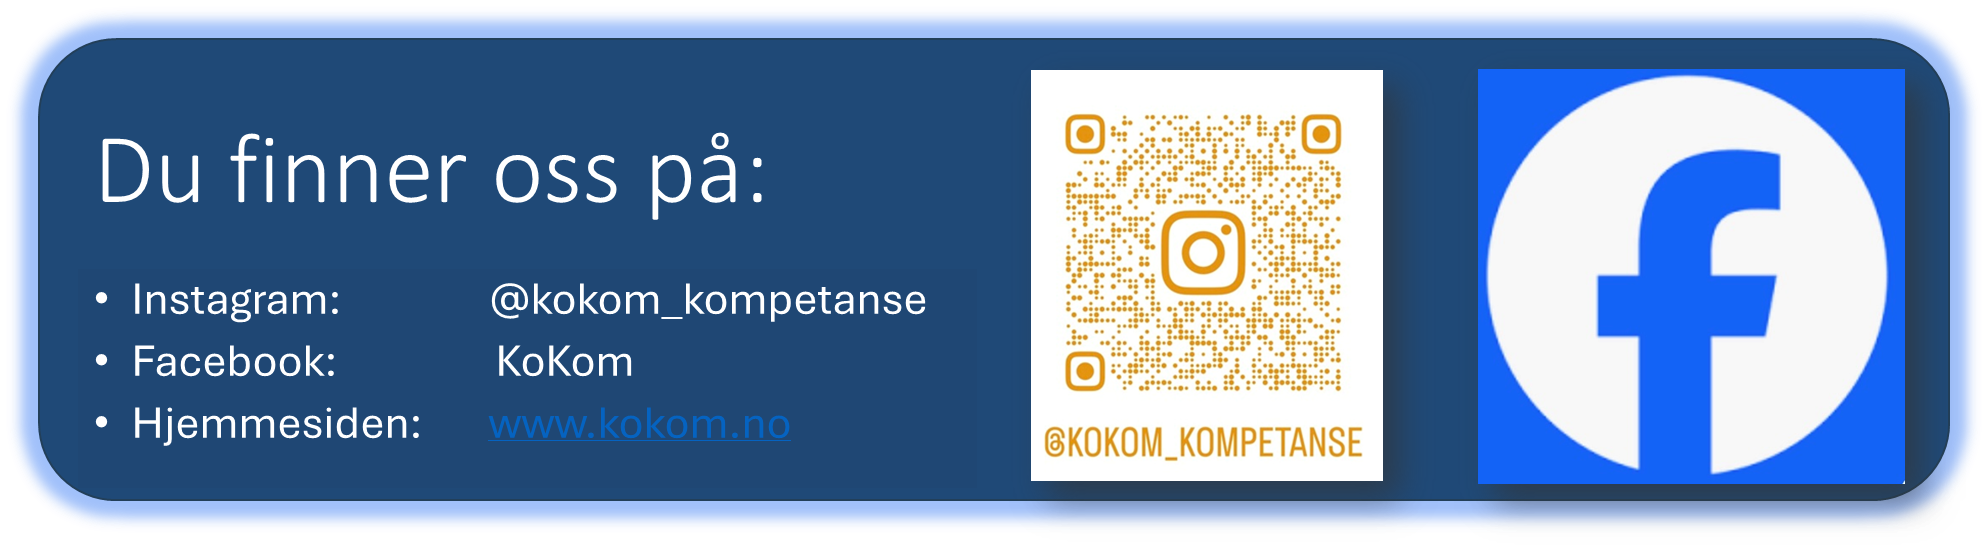 Du finner oss på:
• Instagram: @kokom_kompetanse
• Facebook: KoKom
• Hjemmesiden: www.kokom.no
@KOKOM_KOMPETANSE